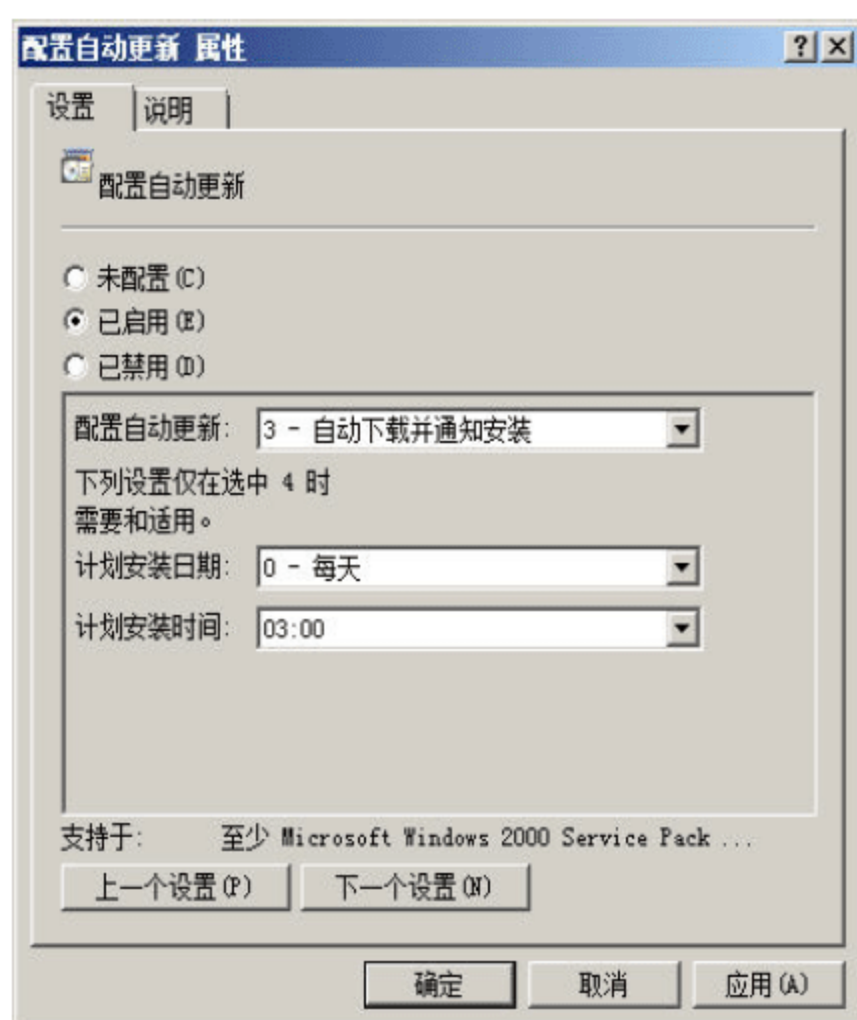 配置自动更新 属性
设置 说明
配置自动更新
未配置(C)
已启用(E)
已禁用(D)
配置自动更新: 3 - 自动下载并通知安装
下列设置仅在选中 4 时
需要和适用。
计划安装日期: 0 - 每天
计划安装时间: 03:00
支持于: 至少 Microsoft Windows 2000 Service Pack ...
上一个设置(P) 下一个设置(N)
确定 取消 应用(A)